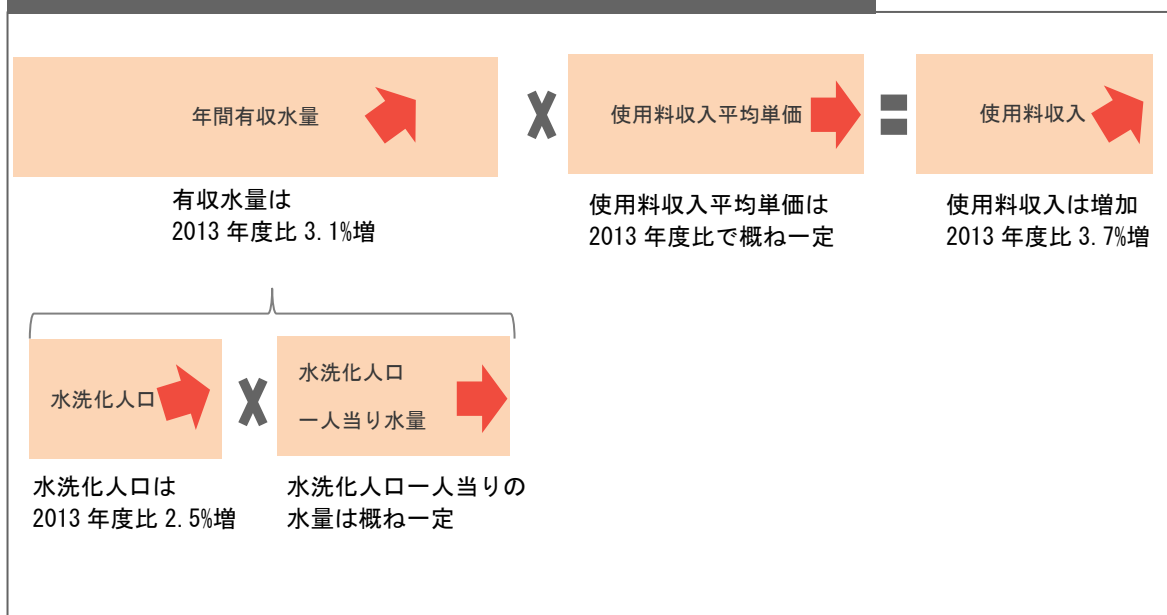 年間有収水量
使用料収入平均単価
使用料収入
有収水量は
2013 年度比 3.1%増
使用料収入平均単価は
2013 年度比で概ね一定
使用料収入は増加
2013 年度比 3.7%増
水洗化人口
水洗化人口
一人当り水量
水洗化人口は
2013 年度比 2.5%増
水洗化人口一人当りの
水量は概ね一定